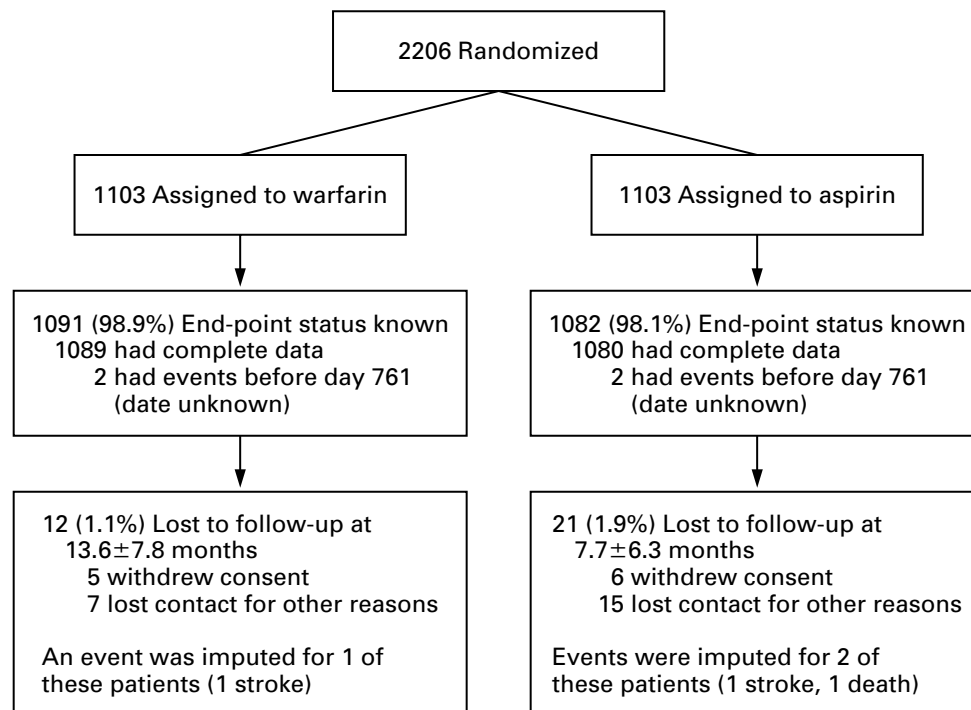 2206 Randomized
1103 Assigned to warfarin
1103 Assigned to aspirin
1091 (98.9%) End-point status known
1089 had complete data
2 had events before day 761
(date unknown)
1082 (98.1%) End-point status known
1080 had complete data
2 had events before day 761
(date unknown)
12 (1.1%) Lost to follow-up at
13.6±7.8 months
5 withdrew consent
7 lost contact for other reasons
An event was imputed for 1 of
these patients (1 stroke)
21 (1.9%) Lost to follow-up at
7.7±6.3 months
6 withdrew consent
15 lost contact for other reasons
Events were imputed for 2 of
these patients (1 stroke, 1 death)